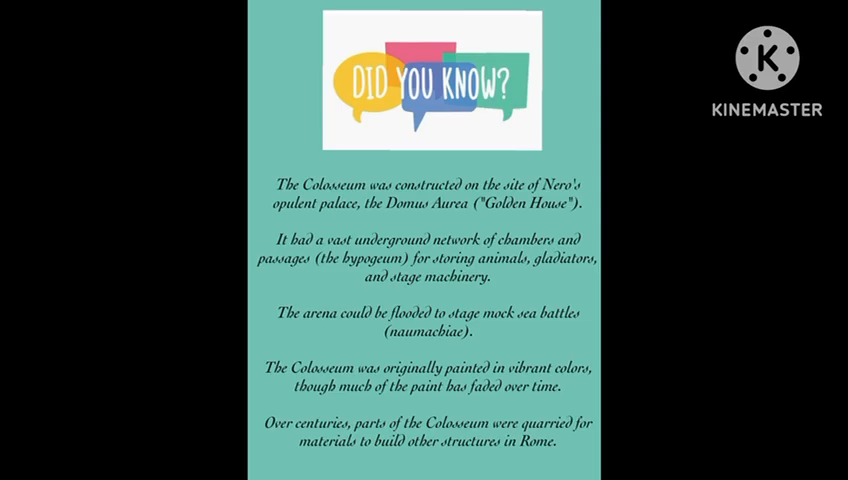 DID YOU KNOW?
K
KINEMASTER
The Colosseum was constructed on the site of Nero's
opulent palace, the Domus Aurea ("Golden House").
It had a vast underground network of chambers and
passages (the hypogeum) for storing animals, gladiators,
and stage machinery.
The arena could be flooded to stage mock sea battles
(naumachiae).
The Colosseum was originally painted in vibrant colors,
though much of the paint has faded over time.
Over centuries, parts of the Colosseum were quarried for
materials to build other structures in Rome.